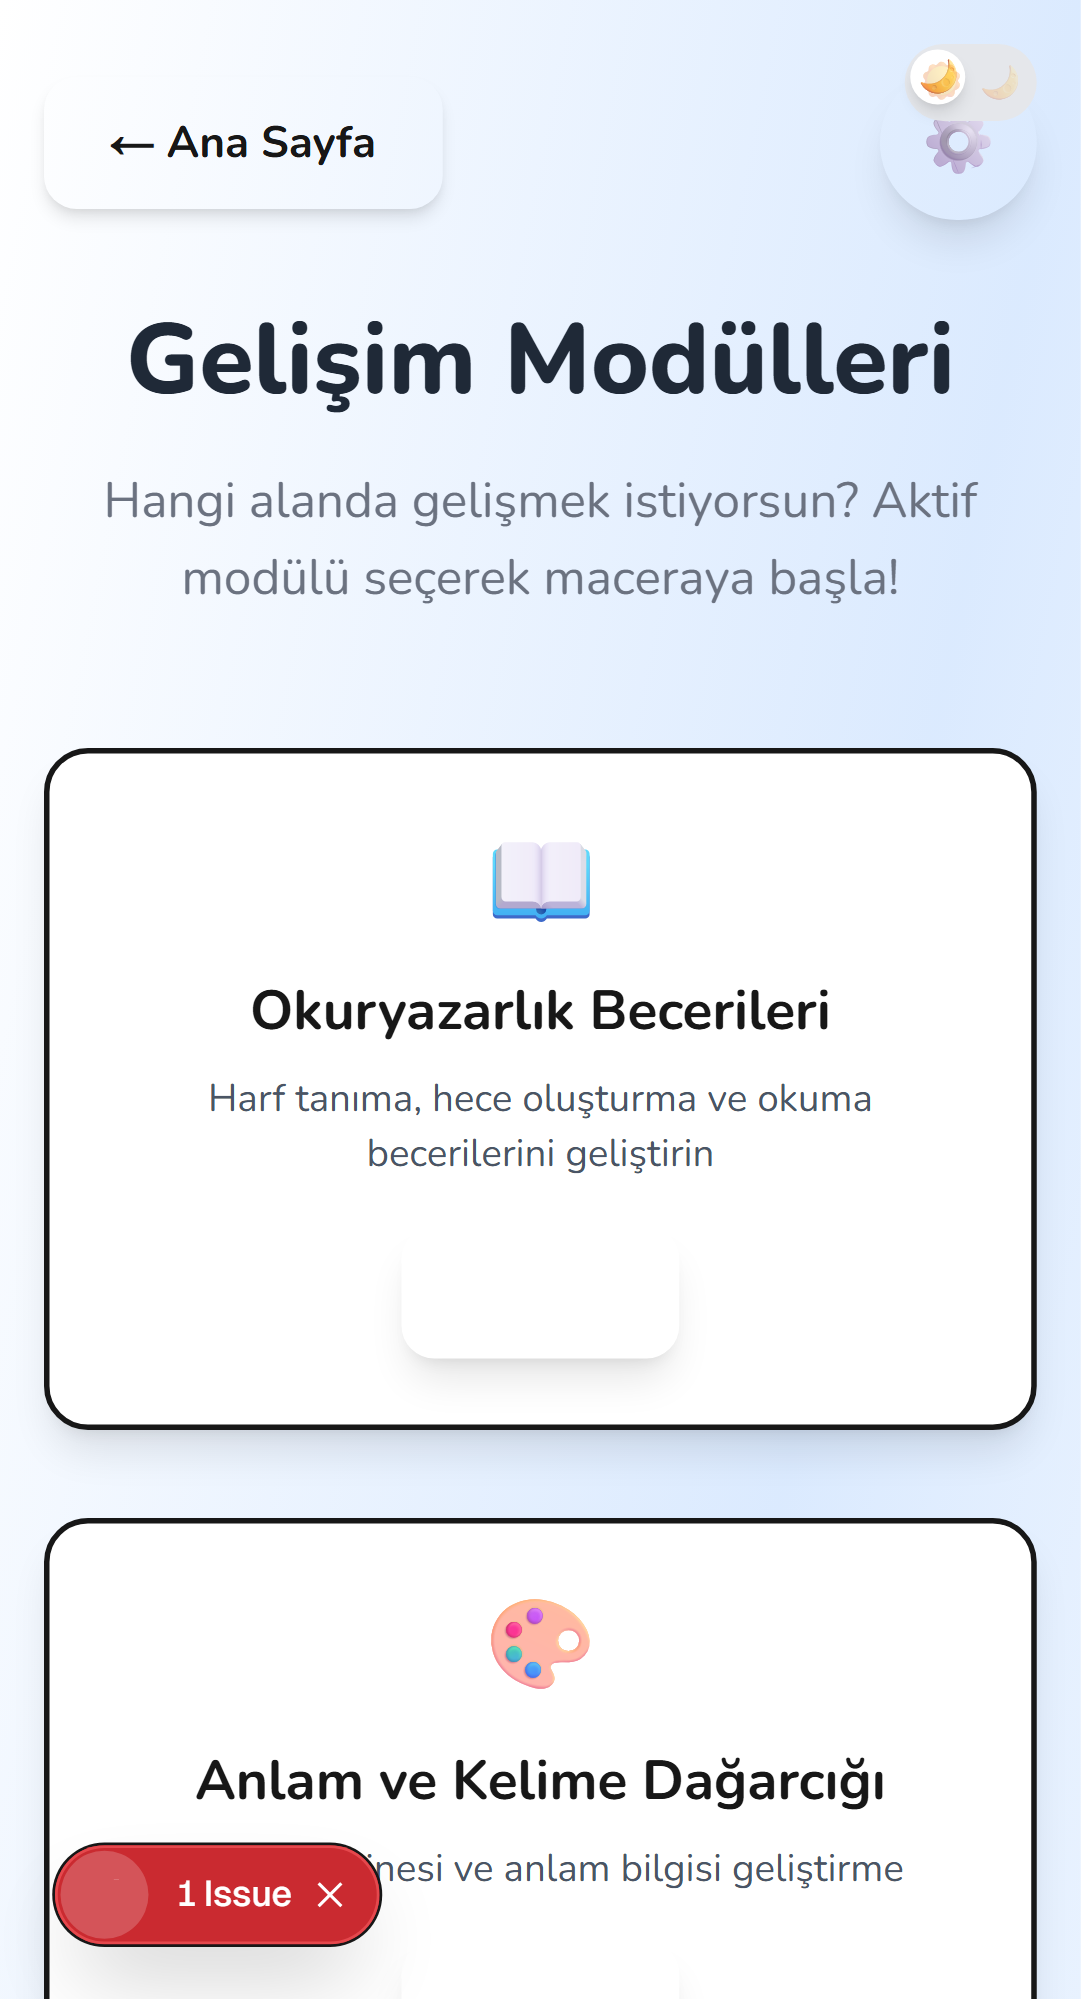 ← Ana Sayfa
Gelişim Modülleri
Hangi alanda gelişmek istiyorsun? Aktif
modülü seçerek maceraya başla!
Okuryazarlık Becerileri
Harf tanıma, hece oluşturma ve okuma
becerilerini geliştirin
Anlam ve Kelime Dağarcığı
ve anlam bilgisi geliştirme
1 Issue